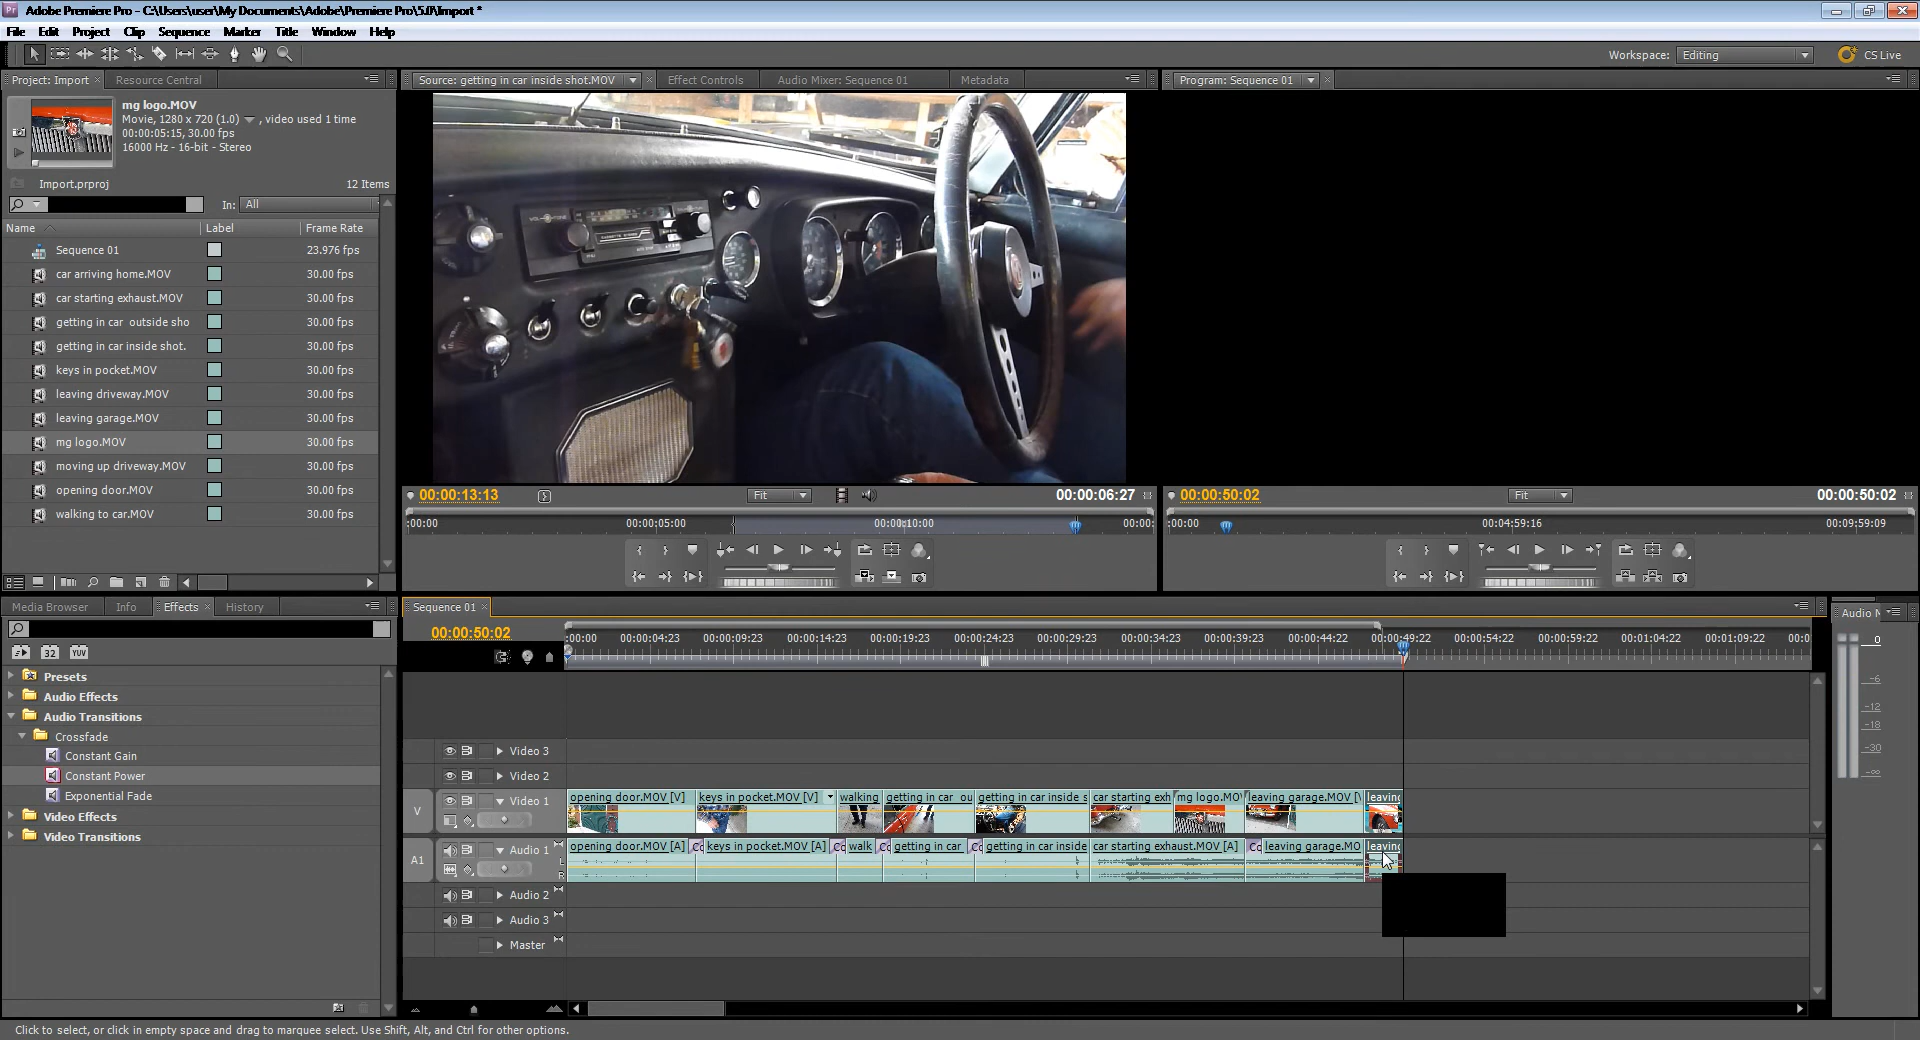 Adobe Premiere Pro - C:\Users\user\My Documents\Adobe\Premiere Pro\5.0\Import *
File Edit Project Clip Sequence Marker Title Window Help
Workspace: Editing CS Live
Project: Import Resource Central
mg logo.MOV
Movie, 1280 x 720 (1.0) , video used 1 time
00:00:05:15, 30.00 fps
16000 Hz - 16-bit - Stereo
Import.prproj 12 Items
In: All
Name Label Frame Rate
Sequence 01 23.976 fps
car arriving home.MOV 30.00 fps
car starting exhaust.MOV 30.00 fps
getting in car outside sho 30.00 fps
getting in car inside shot. 30.00 fps
keys in pocket.MOV 30.00 fps
leaving driveway.MOV 30.00 fps
leaving garage.MOV 30.00 fps
mg logo.MOV 30.00 fps
moving up driveway.MOV 30.00 fps
opening door.MOV 30.00 fps
walking to car.MOV 30.00 fps
Source: getting in car inside shot.MOV Effect Controls Audio Mixer: Sequence 01 Metadata
00:00:13:13 Fit 00:00:06:27
:00:00 00:00:05:00 00:00:10:00 00:00:
Program: Sequence 01
00:00:50:02 Fit 00:00:50:02
:00:00 04:59:16 09:59:09
Media Browser Info Effects History
32 YUV
Presets
Audio Effects
Audio Transitions
Crossfade
Constant Gain
Constant Power
Exponential Fade
Video Effects
Video Transitions
Sequence 01
00:00:50:02
:00:00 00:00:04:23 00:00:09:23 00:00:14:23 00:00:19:23 00:00:24:23 00:00:29:23 00:00:34:23 00:00:39:23 00:00:44:22 00:00:49:22 00:00:54:22 00:00:59:22 00:01:04:22 00:01:09:22 00:0
Video 3
Video 2
V Video 1
opening door.MOV [V] keys in pocket.MOV [V] walking getting in car ou getting in car inside s car starting exh mg logo.MO leaving garage.MOV [ leaving
A1 Audio 1
L
R
opening door.MOV [A] keys in pocket.MOV [A] walk getting in car getting in car inside car starting exhaust.MOV [A] leaving garage.MO leaving
Audio 2
Audio 3
Master
Audio
0
-6
-12
-18
-30
-∞
Click to select, or click in empty space and drag to marquee select. Use Shift, Alt, and Ctrl for other options.